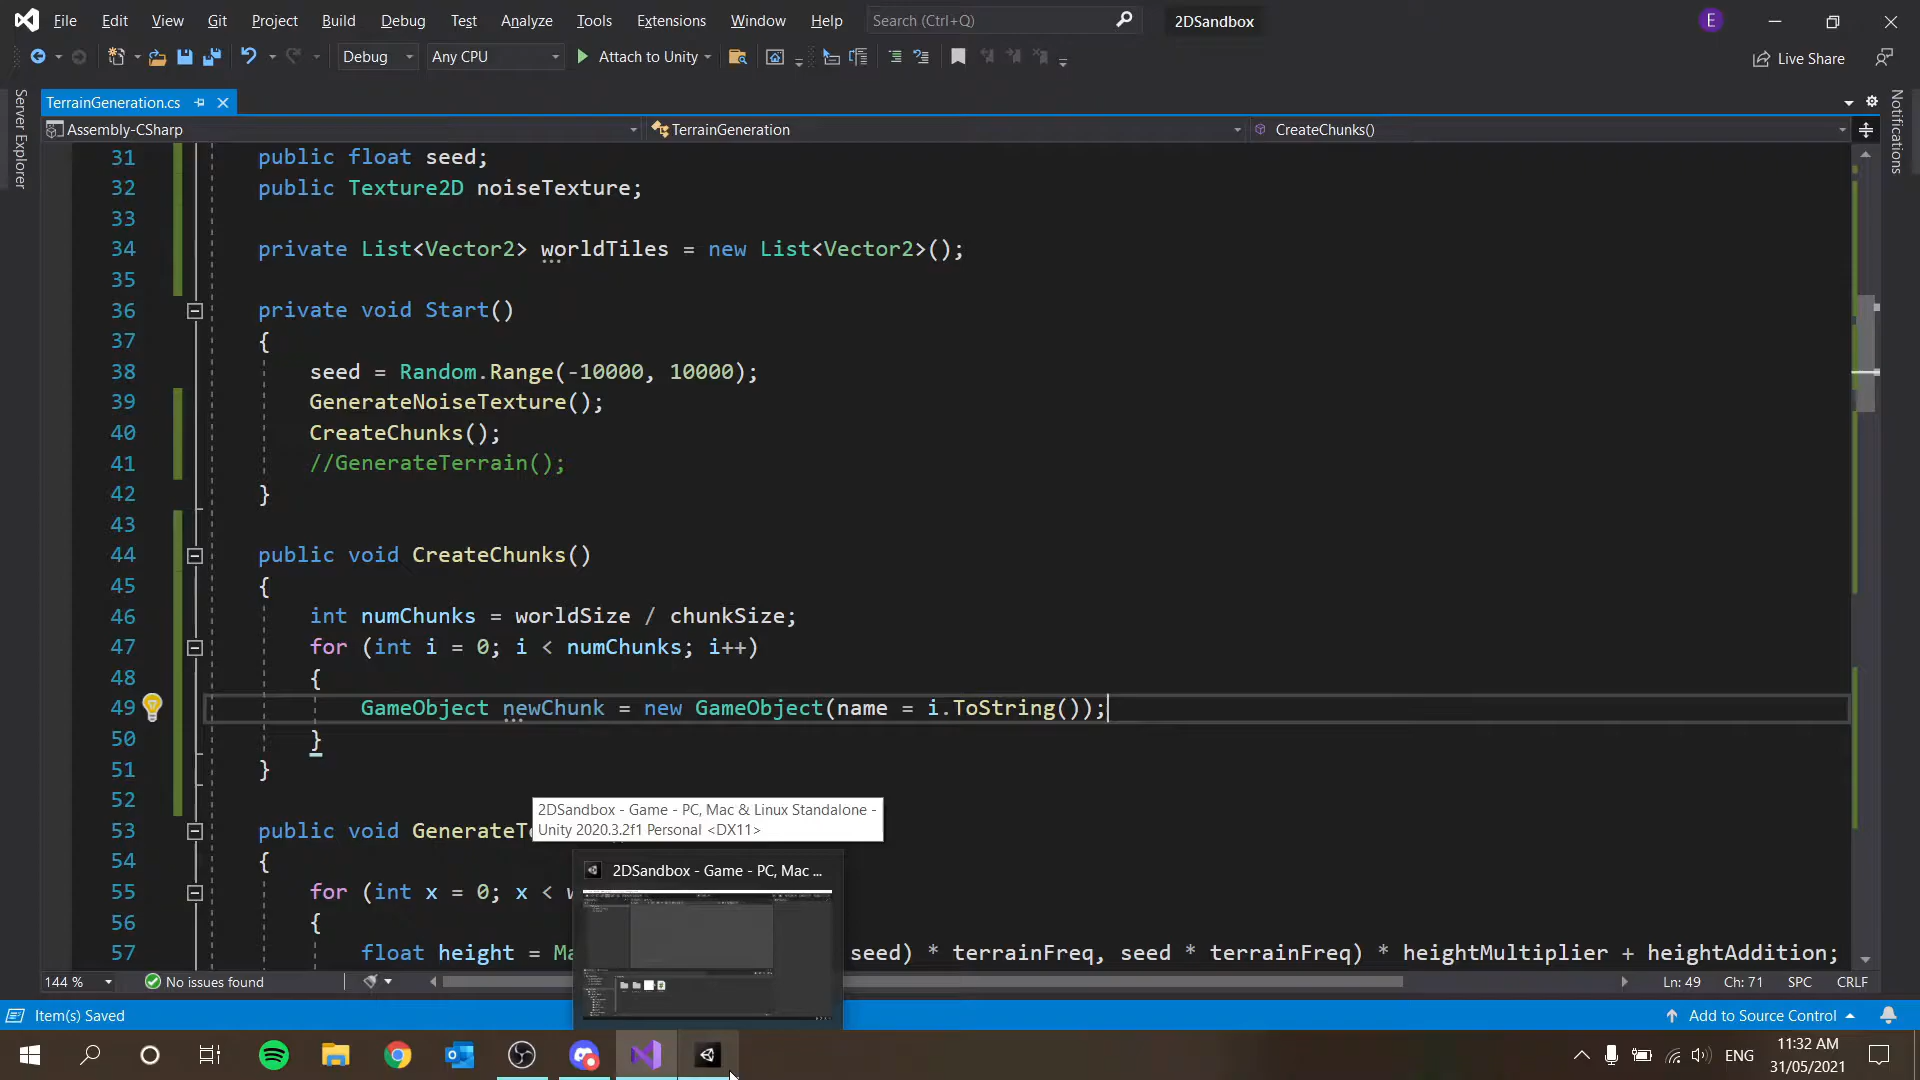 File Edit View Git Project Build Debug Test Analyze Tools Extensions Window Help Search (Ctrl+Q) 2DSandbox E
Debug Any CPU Attach to Unity Live Share
TerrainGeneration.cs
Assembly-CSharp TerrainGeneration CreateChunks()
Server Explorer
Notifications
31 public float seed;
32 public Texture2D noiseTexture;
33
34 private List<Vector2> worldTiles = new List<Vector2>();
35
36 private void Start()
37 {
38 seed = Random.Range(-10000, 10000);
39 GenerateNoiseTexture();
40 CreateChunks();
41 //GenerateTerrain();
42 }
43
44 public void CreateChunks()
45 {
46 int numChunks = worldSize / chunkSize;
47 for (int i = 0; i < numChunks; i++)
48 {
49 GameObject newChunk = new GameObject(name = i.ToString());
50 }
51 }
52
2DSandbox - Game - PC, Mac & Linux Standalone -
Unity 2020.3.2f1 Personal <DX11>
53 public void GenerateTe
54 {
2DSandbox - Game - PC, Mac ...
55 for (int x = 0; x < w
56 {
57 float height = Ma seed) * terrainFreq, seed * terrainFreq) * heightMultiplier + heightAddition;
144 % No issues found Ln: 49 Ch: 71 SPC CRLF
Item(s) Saved Add to Source Control
ENG 11:32 AM
31/05/2021